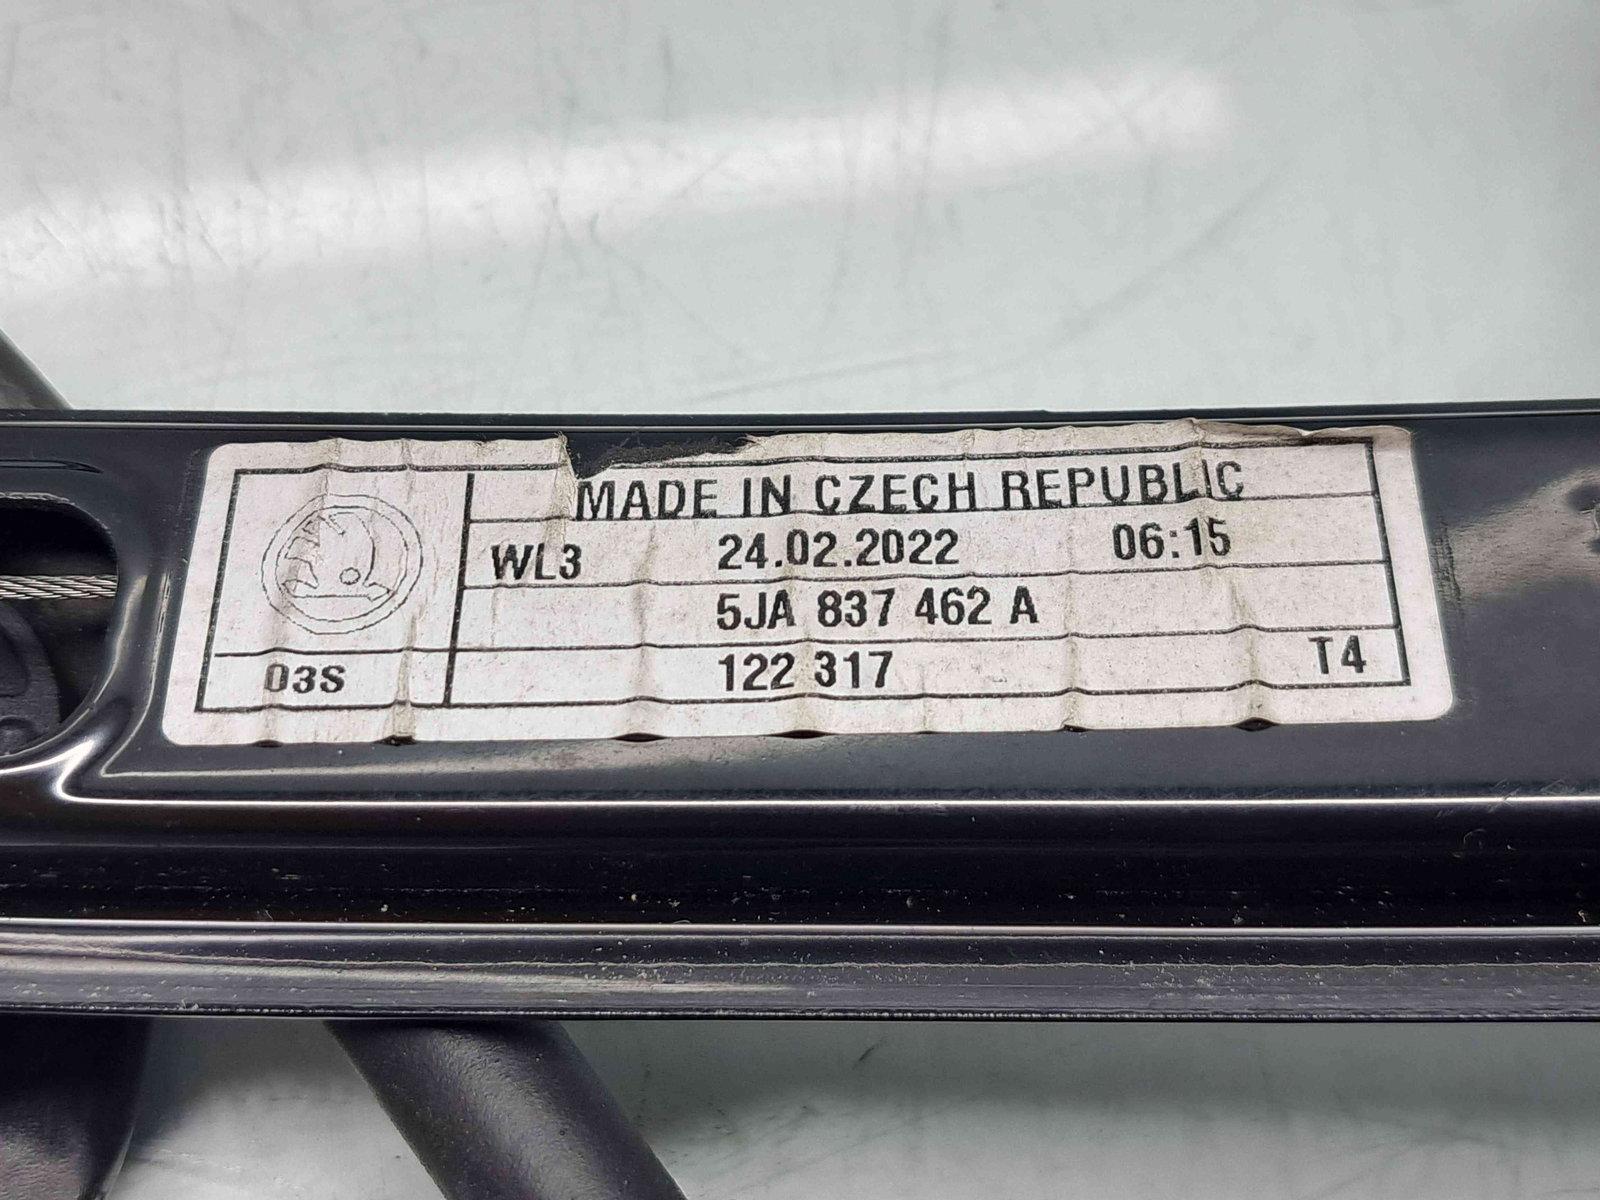 MADE IN CZECH REPUBLIC
WL3 24.02.2022 06:15
5JA 837 462 A
03S 122 317 T4